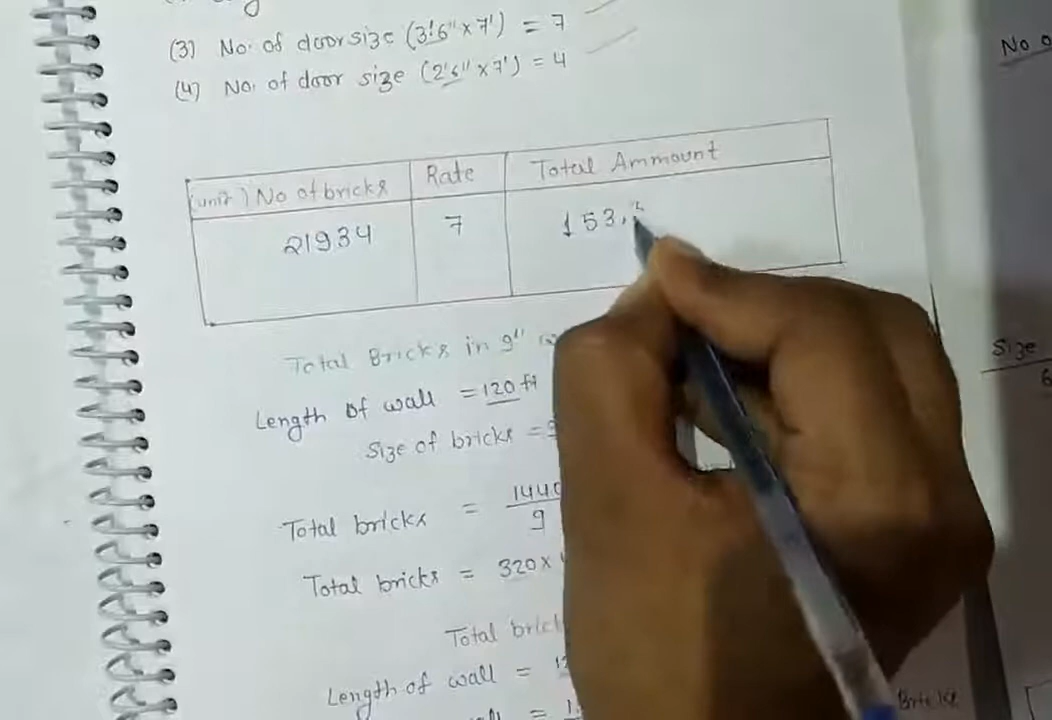 (3) No. of door size (3'6" x 7') = 7
(4) No. of door size (2'6" x 7') = 4
(unit) No of bricks Rate Total Ammount
21934 7 153,
Total Bricks in 9"
Length of wall = 120 ft
Size of bricks =
Total bricks = 1440
9
Total bricks = 320 x
Total
Length of wall =
=
No
Size
6
Bricks